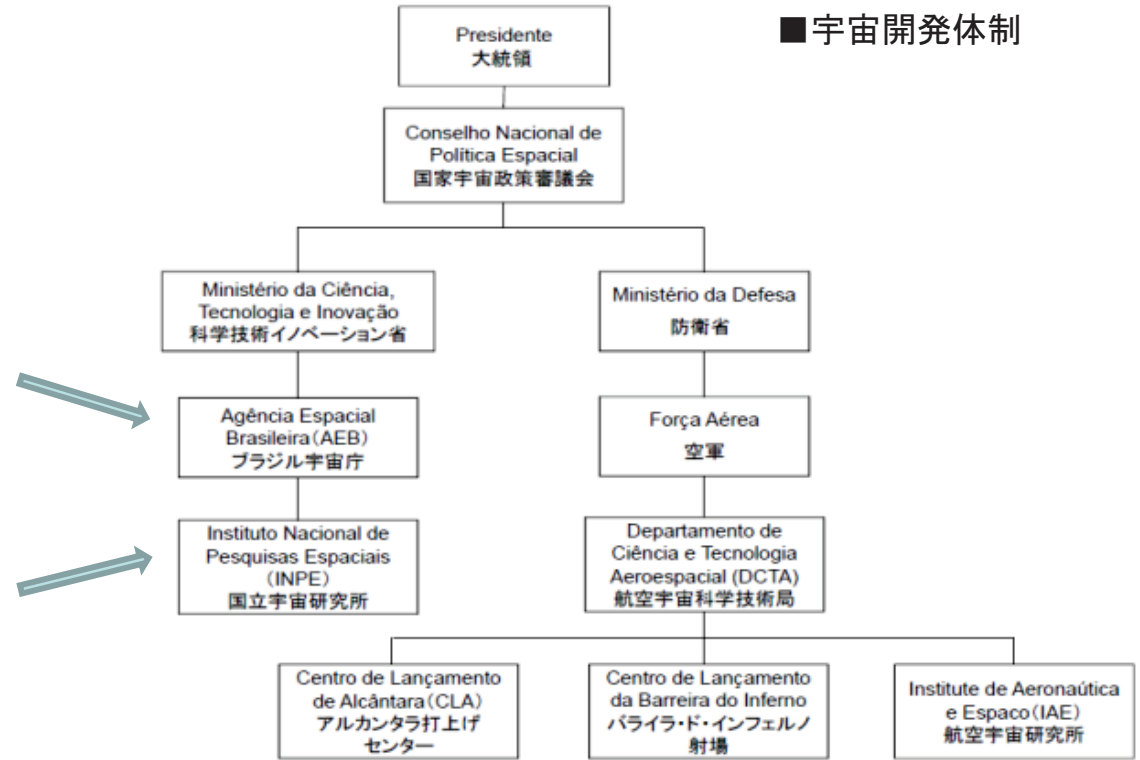 ■宇宙開発体制
Presidente
大統領
Conselho Nacional de
Política Espacial
国家宇宙政策審議会
Ministério da Ciência,
Tecnologia e Inovação
科学技術イノベーション省
Ministério da Defesa
防衛省
Agência Espacial
Brasileira(AEB)
ブラジル宇宙庁
Força Aérea
空軍
Instituto Nacional de
Pesquisas Espaciais
(INPE)
国立宇宙研究所
Departamento de
Ciência e Tecnologia
Aeroespacial (DCTA)
航空宇宙科学技術局
Centro de Lançamento
de Alcântara(CLA)
アルカンタラ打上げ
センター
Centro de Lançamento
da Barreira do Inferno
バライラ・ド・インフェルノ
射場
Institute de Aeronaútica
e Espaco(IAE)
航空宇宙研究所